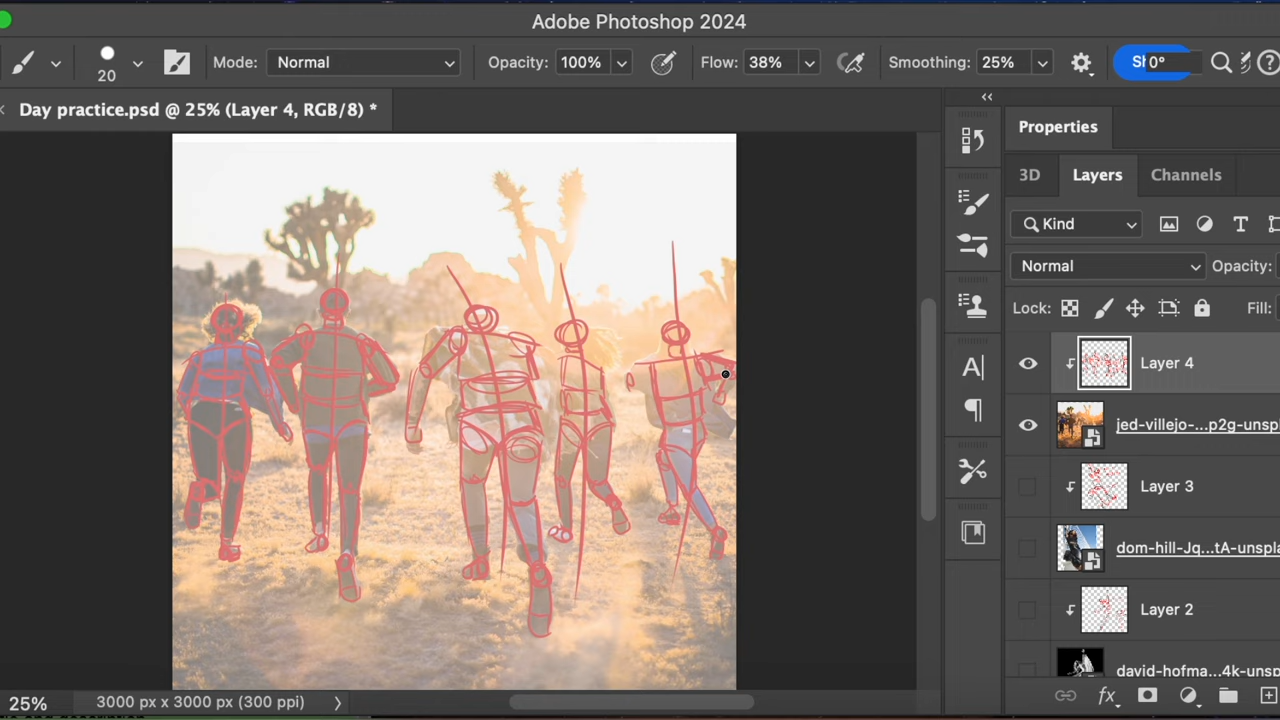 Adobe Photoshop 2024
20 Mode: Normal Opacity: 100% Flow: 38% Smoothing: 25% 0°
Day practice.psd @ 25% (Layer 4, RGB/8) *
Properties
3D Layers Channels
Kind
Normal Opacity:
Lock: Fill:
Layer 4
jed-villejo-...p2g-unspl
Layer 3
dom-hill-Jq...tA-unspla
Layer 2
david-hofma...4k-unspl
25% 3000 px x 3000 px (300 ppi)